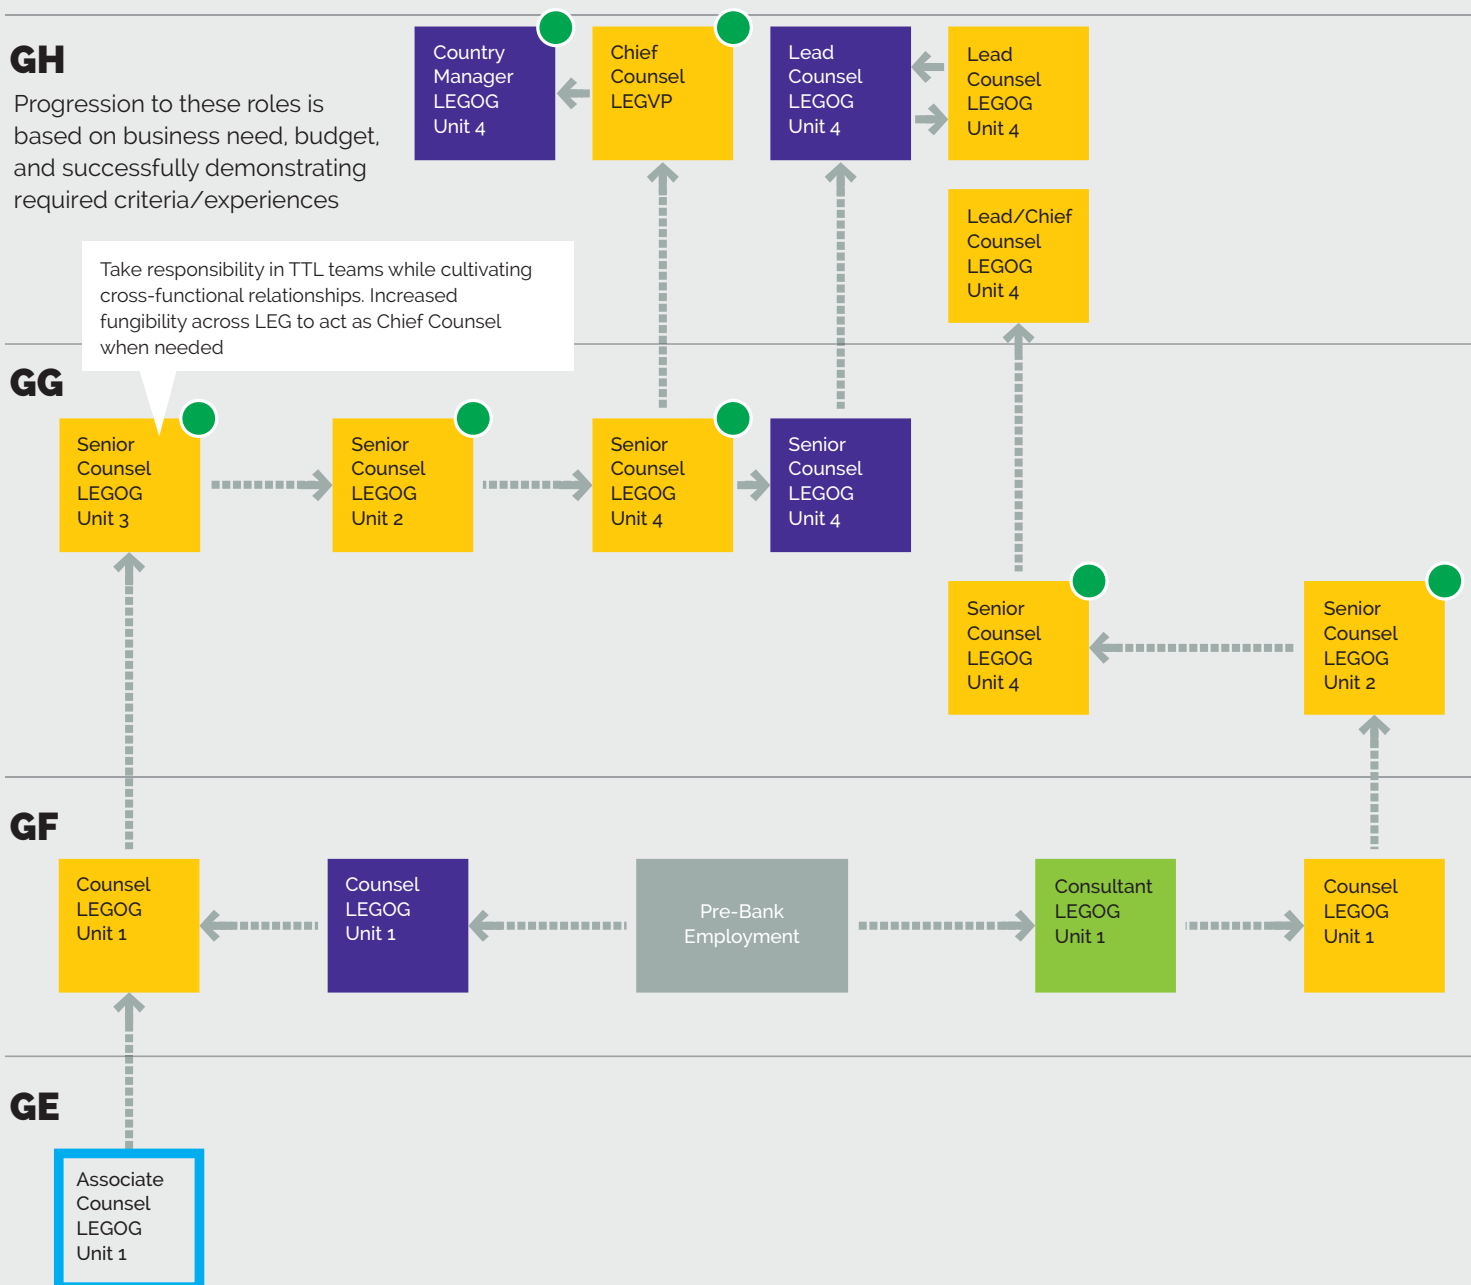 GH
Progression to these roles is
based on business need, budget,
and successfully demonstrating
required criteria/experiences
Country
Manager
LEGOG
Unit 4
Chief
Counsel
LEGVP
Lead
Counsel
LEGOG
Unit 4
Lead
Counsel
LEGOG
Unit 4
Lead/Chief
Counsel
LEGOG
Unit 4
Take responsibility in TTL teams while cultivating
cross-functional relationships. Increased
fungibility across LEG to act as Chief Counsel
when needed
GG
Senior
Counsel
LEGOG
Unit 3
Senior
Counsel
LEGOG
Unit 2
Senior
Counsel
LEGOG
Unit 4
Senior
Counsel
LEGOG
Unit 4
Senior
Counsel
LEGOG
Unit 4
Senior
Counsel
LEGOG
Unit 2
GF
Counsel
LEGOG
Unit 1
Counsel
LEGOG
Unit 1
Pre-Bank
Employment
Consultant
LEGOG
Unit 1
Counsel
LEGOG
Unit 1
GE
Associate
Counsel
LEGOG
Unit 1